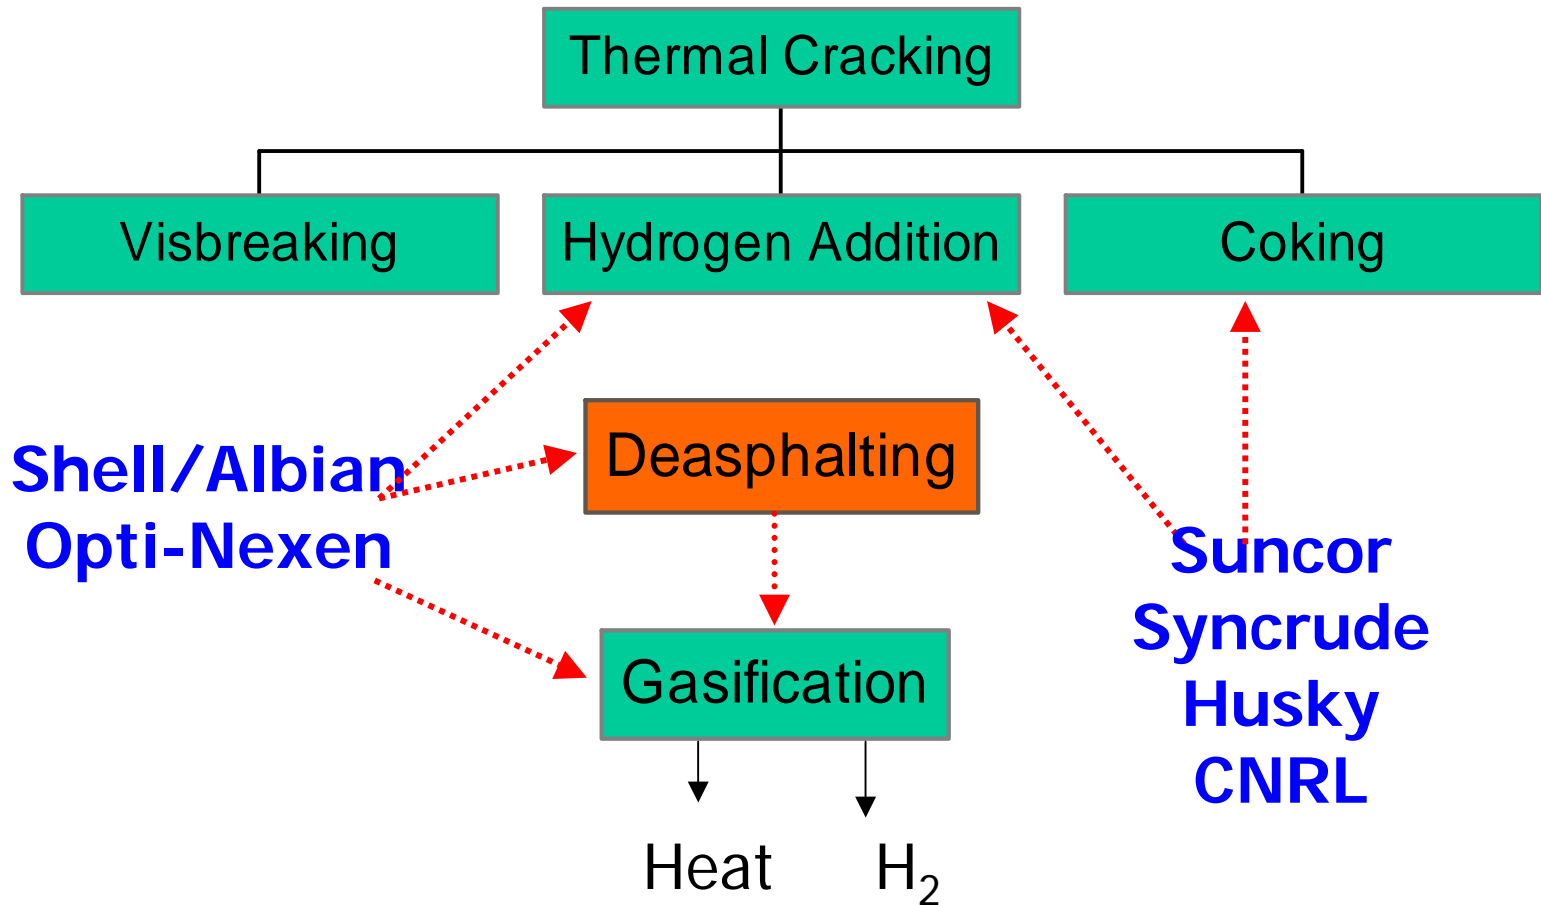 Thermal Cracking
Visbreaking
Hydrogen Addition
Coking
Shell/Albian
Opti-Nexen
Deasphalting
Gasification
Suncor
Syncrude
Husky
CNRL
Heat
H₂